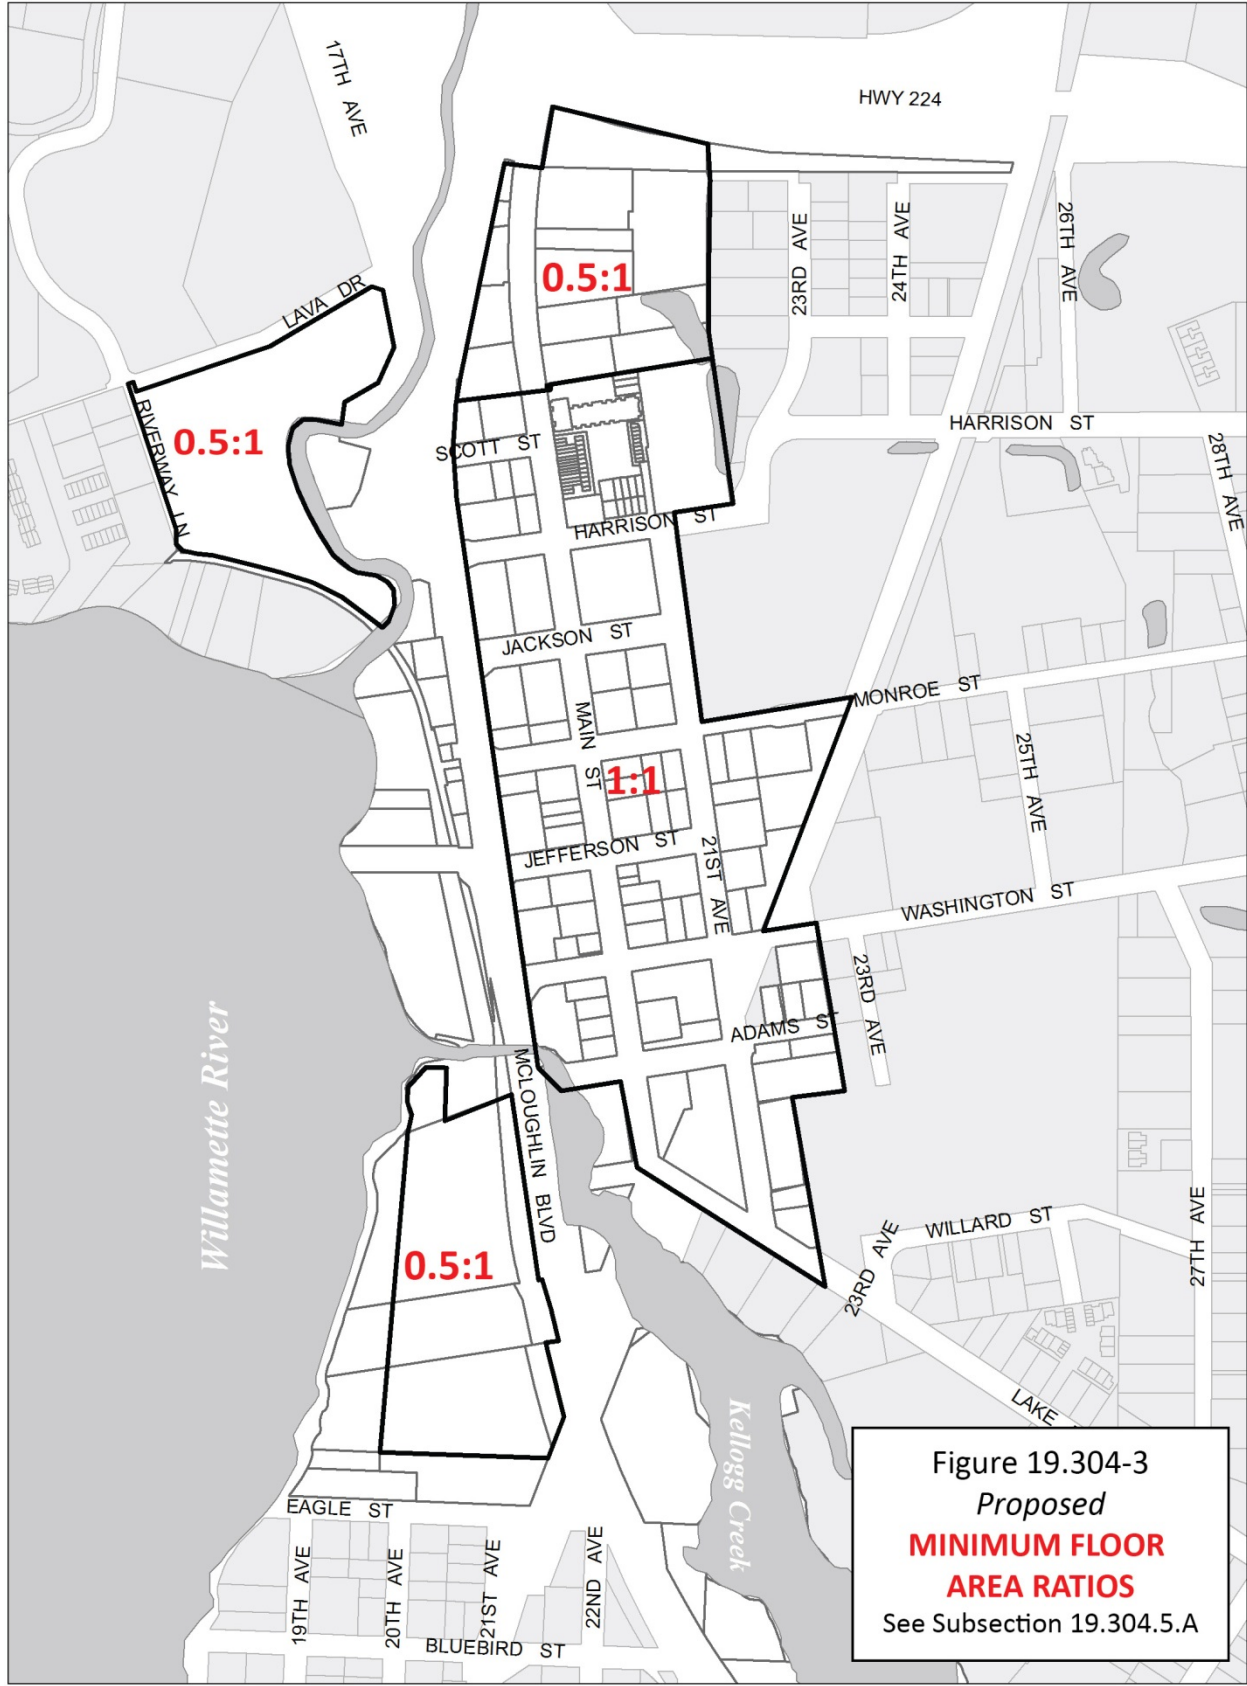 17TH AVE
HWY 224
23RD AVE
24TH AVE
26TH AVE
LAVA DR
0.5:1
RIVERWAY LN
0.5:1
SCOTT ST
HARRISON ST
28TH AVE
HARRISON ST
JACKSON ST
MONROE ST
MAIN ST
25TH AVE
1:1
JEFFERSON ST
21ST AVE
WASHINGTON ST
23RD AVE
ADAMS ST
Willamette River
MCLOUGHLIN BLVD
0.5:1
23RD AVE
WILLARD ST
27TH AVE
LAKE
Kellogg Creek
EAGLE ST
19TH AVE
20TH AVE
21ST AVE
22ND AVE
BLUEBIRD ST
Figure 19.304-3
Proposed
MINIMUM FLOOR
AREA RATIOS
See Subsection 19.304.5.A